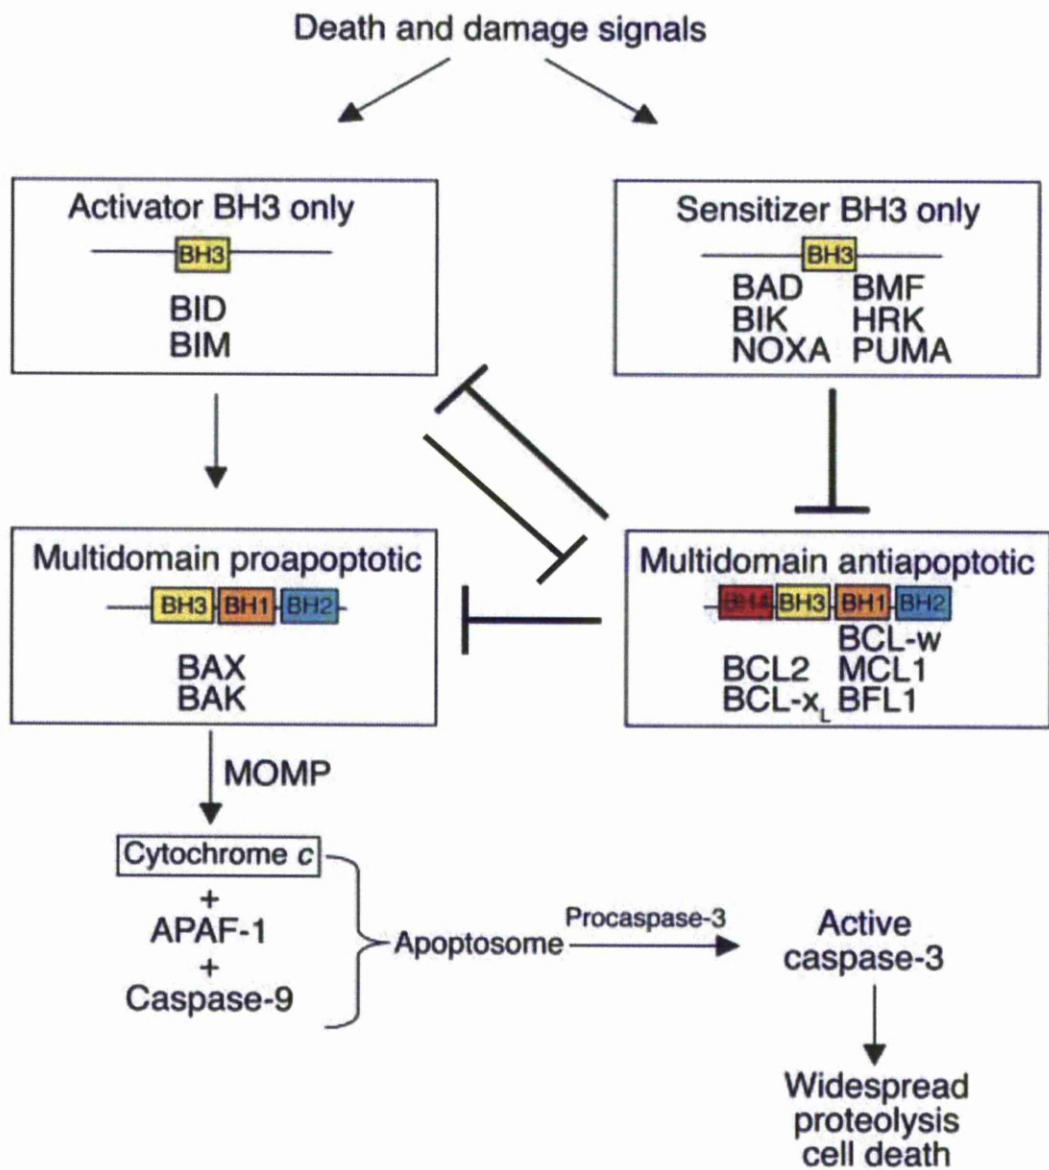 Death and damage signals
Activator BH3 only
BH3
BID
BIM
Sensitizer BH3 only
BH3
BAD BMF
BIK HRK
NOXA PUMA
Multidomain proapoptotic
BH3 BH1 BH2
BAX
BAK
Multidomain antiapoptotic
BH4 BH3 BH1 BH2
BCL-w
BCL2 MCL1
BCL-xL BFL1
MOMP
Cytochrome c
+
APAF-1
+
Caspase-9
Apoptosome
Procaspase-3
Active
caspase-3
Widespread
proteolysis
cell death